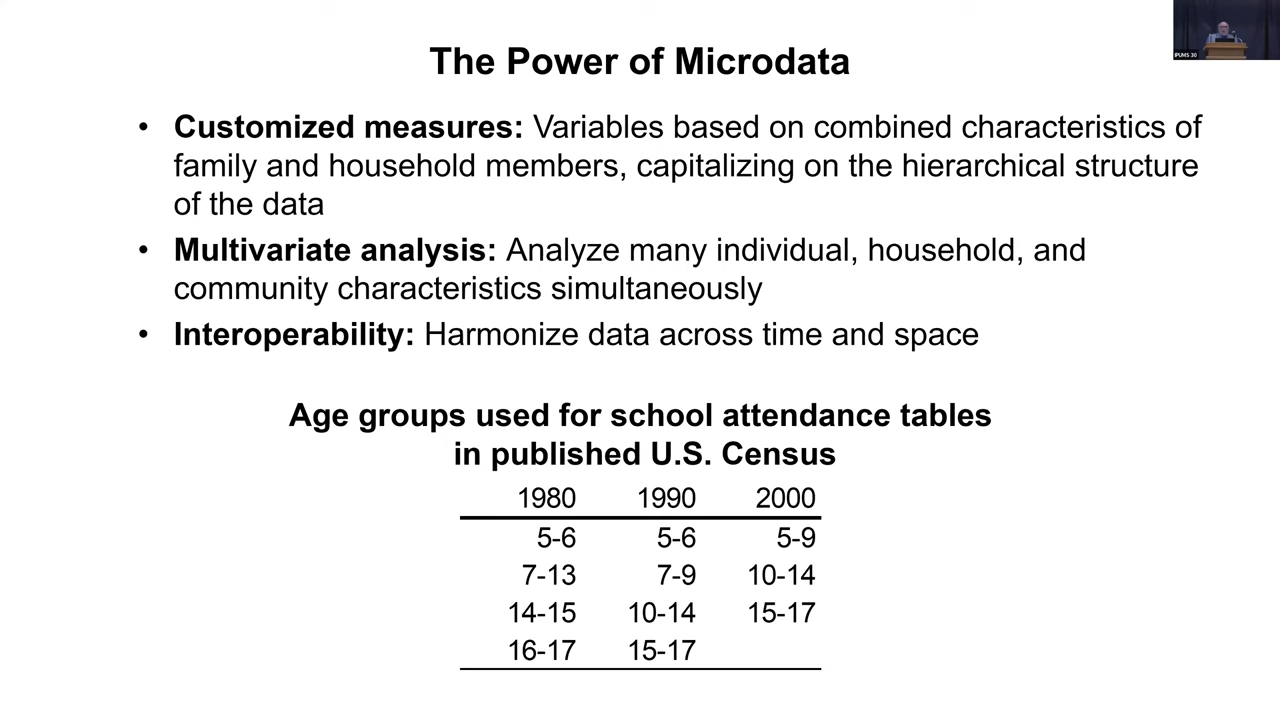 The Power of Microdata
IPUMS 30
• Customized measures: Variables based on combined characteristics of
family and household members, capitalizing on the hierarchical structure
of the data
• Multivariate analysis: Analyze many individual, household, and
community characteristics simultaneously
• Interoperability: Harmonize data across time and space
Age groups used for school attendance tables
in published U.S. Census
1980 1990 2000
5-6 5-6 5-9
7-13 7-9 10-14
14-15 10-14 15-17
16-17 15-17